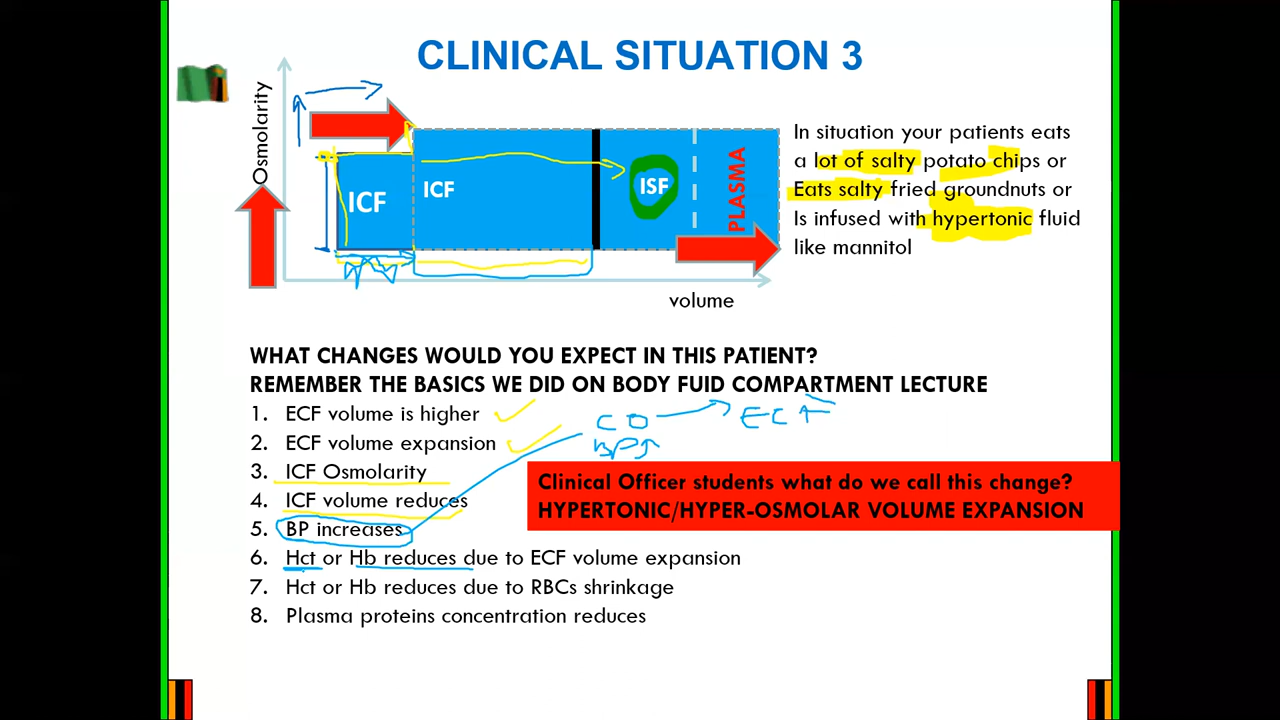 CLINICAL SITUATION 3
Osmolarity
ICF
ICF
ISF
PLASMA
volume
In situation your patients eats
a lot of salty potato chips or
Eats salty fried groundnuts or
Is infused with hypertonic fluid
like mannitol
WHAT CHANGES WOULD YOU EXPECT IN THIS PATIENT?
REMEMBER THE BASICS WE DID ON BODY FUID COMPARTMENT LECTURE
1. ECF volume is higher
2. ECF volume expansion
3. ICF Osmolarity
4. ICF volume reduces
5. BP increases
6. Hct or Hb reduces due to ECF volume expansion
7. Hct or Hb reduces due to RBCs shrinkage
8. Plasma proteins concentration reduces
CO → ECF
BP↑
Clinical Officer students what do we call this change?
HYPERTONIC/HYPER-OSMOLAR VOLUME EXPANSION